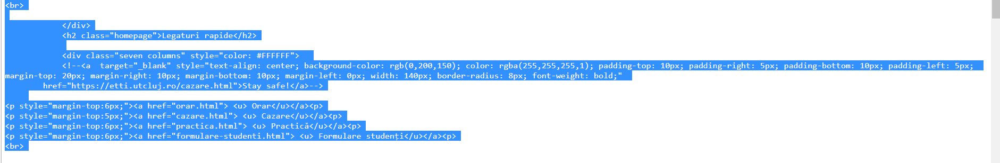 <br>
</div>
<h2 class="homepage">Legaturi rapide</h2>
<div class="seven columns" style="color: #FFFFFF">
<!--<a  target="_blank" style="text-align: center; background-color: rgb(0,200,150); color: rgba(255,255,255,1); padding-top: 10px; padding-right: 5px; padding-bottom: 10px; padding-left: 5px;
margin-top: 20px; margin-right: 10px; margin-bottom: 10px; margin-left: 0px; width: 140px; border-radius: 8px; font-weight: bold;"
href="https://etti.utcluj.ro/cazare.html">Stay safe!</a>-->
<p style="margin-top:6px;"><a href="orar.html"> <u> Orar</u></a><p>
<p style="margin-top:5px;"><a href="cazare.html"> <u> Cazare</u></a><p>
<p style="margin-top:6px;"><a href="practica.html"> <u> Practică</u></a><p>
<p style="margin-top:6px;"><a href="formulare-studenti.html"> <u> Formulare studenți</u></a><p>
<br>